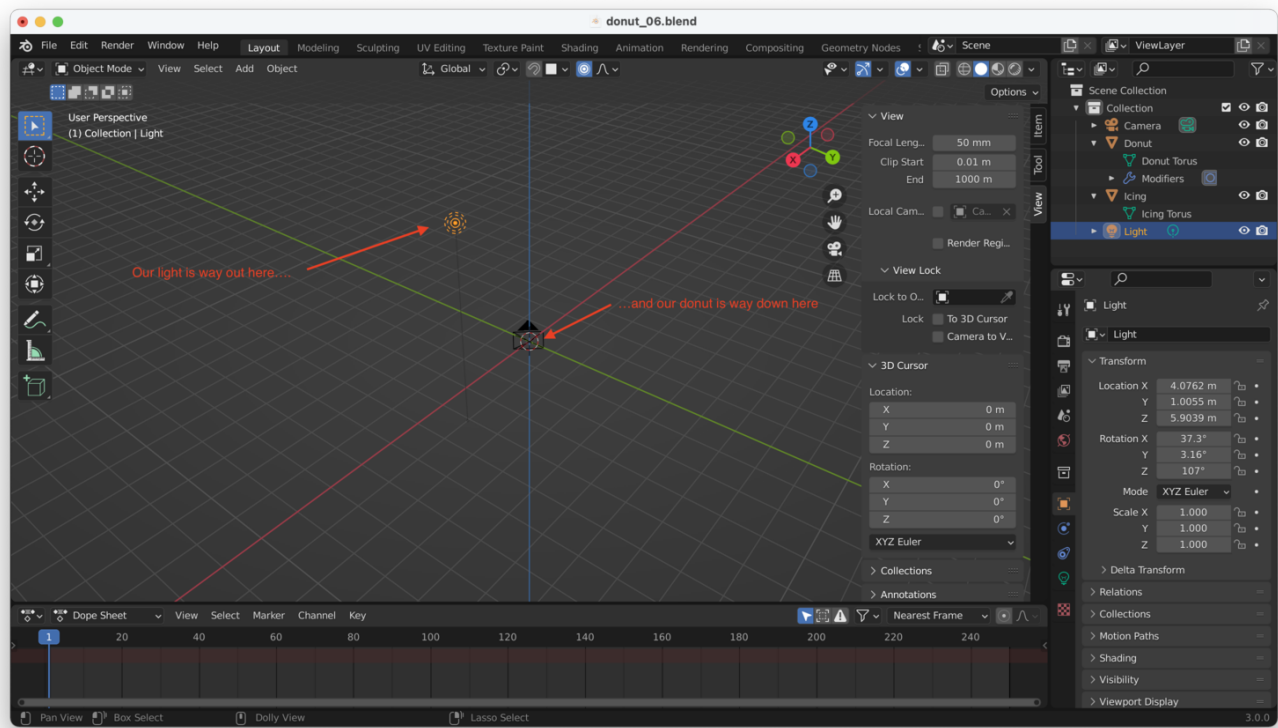 donut_06.blend
File Edit Render Window Help Layout Modeling Sculpting UV Editing Texture Paint Shading Animation Rendering Compositing Geometry Nodes Scene ViewLayer
Object Mode View Select Add Object Global
Options
User Perspective
(1) Collection | Light
Our light is way out here....
...and our donut is way down here
Z
Y
X
View
Focal Leng... 50 mm
Clip Start 0.01 m
End 1000 m
Local Cam... Ca...
Render Regi...
View Lock
Lock to O...
Lock To 3D Cursor
Camera to V...
3D Cursor
Location:
X 0 m
Y 0 m
Z 0 m
Rotation:
X 0°
Y 0°
Z 0°
XYZ Euler
Collections
Annotations
Item
Tool
View
Scene Collection
Collection
Camera
Donut
Donut Torus
Modifiers
Icing
Icing Torus
Light
Light
Light
Transform
Location X 4.0762 m
Y 1.0055 m
Z 5.9039 m
Rotation X 37.3°
Y 3.16°
Z 107°
Mode XYZ Euler
Scale X 1.000
Y 1.000
Z 1.000
Delta Transform
Relations
Collections
Motion Paths
Shading
Visibility
Viewport Display
Dope Sheet View Select Marker Channel Key Nearest Frame
1 20 40 60 80 100 120 140 160 180 200 220 240
Pan View Box Select Dolly View Lasso Select 3.0.0